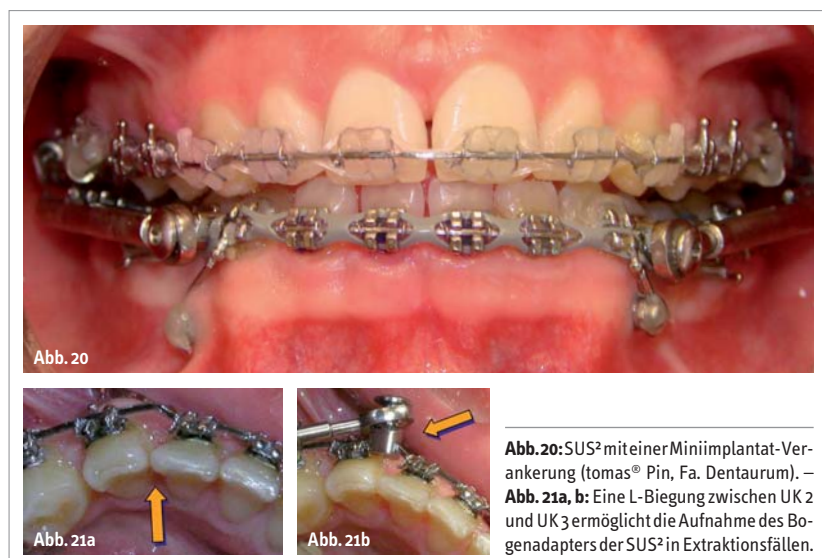 Abb. 20
Abb. 21a
Abb. 21b
Abb. 20: SUS² mit einer Miniimplantat-Ver-
ankerung (tomas® Pin, Fa. Dentaurum). –
Abb. 21a, b: Eine L-Biegung zwischen UK 2
und UK 3 ermöglicht die Aufnahme des Bo-
genadapters der SUS² in Extraktionsfällen.